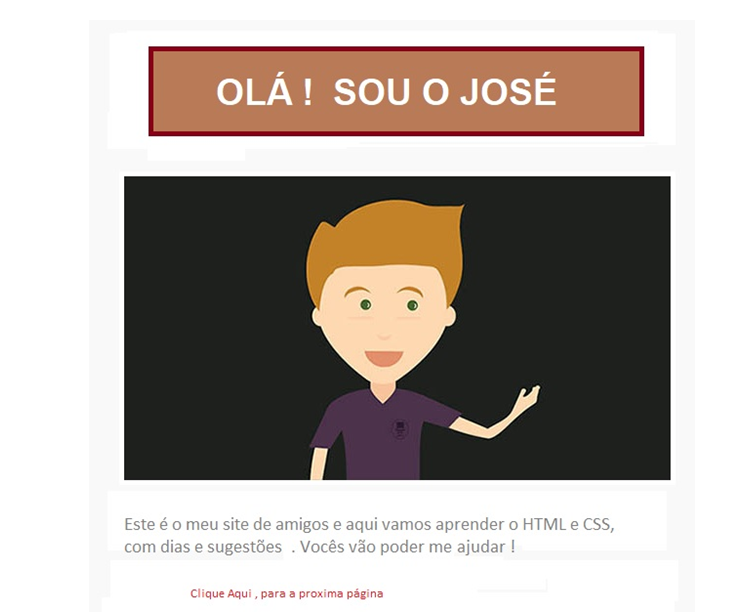 OLÁ ! SOU O JOSÉ
Este é o meu site de amigos e aqui vamos aprender o HTML e CSS,
com dias e sugestões . Vocês vão poder me ajudar !
Clique Aqui , para a proxima página